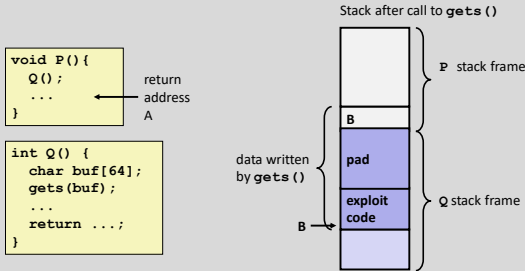 Stack after call to gets()
void P(){
Q();
...
}
return
address
A
int Q() {
char buf[64];
gets(buf);
...
return ...;
}
P stack frame
B
data written
by gets()
pad
exploit
code
B
Q stack frame